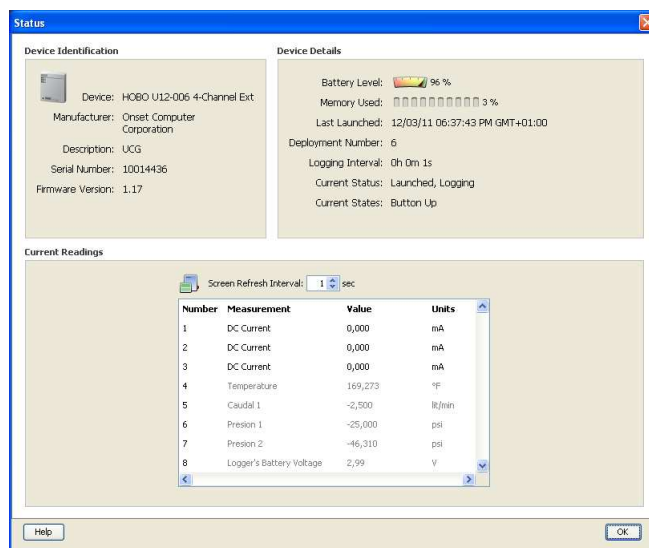 Status
Device Identification
Device: HOBO U12-006 4-Channel Ext
Manufacturer: Onset Computer
Corporation
Description: UCG
Serial Number: 10014436
Firmware Version: 1.17
Device Details
Battery Level: 96 %
Memory Used: 3 %
Last Launched: 12/03/11 06:37:43 PM GMT+01:00
Deployment Number: 6
Logging Interval: 0h 0m 1s
Current Status: Launched, Logging
Current States: Button Up
Current Readings
Screen Refresh Interval: 1 sec
Number Measurement Value Units
1 DC Current 0,000 mA
2 DC Current 0,000 mA
3 DC Current 0,000 mA
4 Temperature 169,273 °F
5 Caudal 1 -2,500 lit/min
6 Presion 1 -25,000 psi
7 Presion 2 -46,310 psi
8 Logger's Battery Voltage 2,99 V
Help
OK